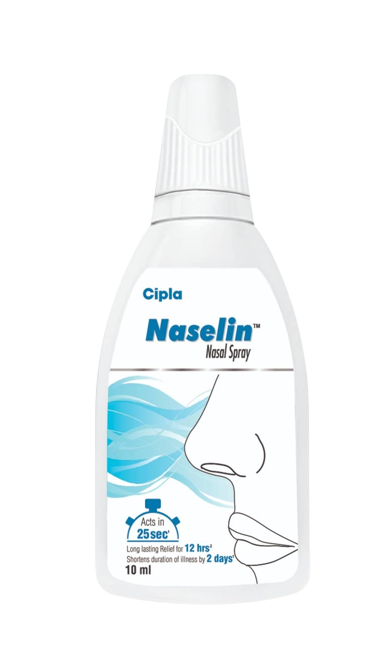 Cipla
Naselin™
Nasal Spray
Acts in
25sec†
Long lasting Relief for 12 hrs‡
Shortens duration of illness by 2 days†
10 ml